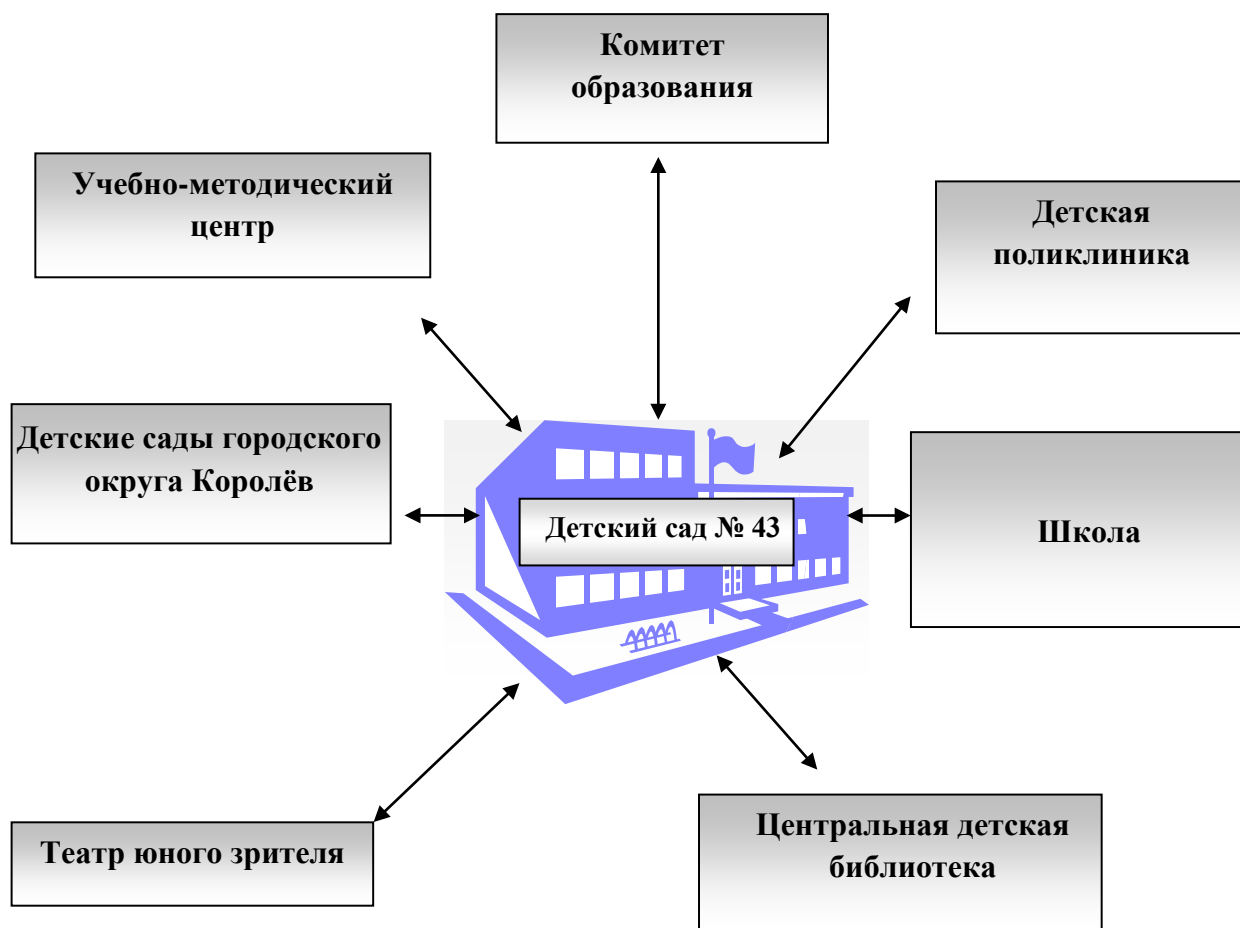 Комитет
образования
Учебно-методический
центр
Детская
поликлиника
Детские сады городского
округа Королёв
Детский сад № 43
Школа
Театр юного зрителя
Центральная детская
библиотека